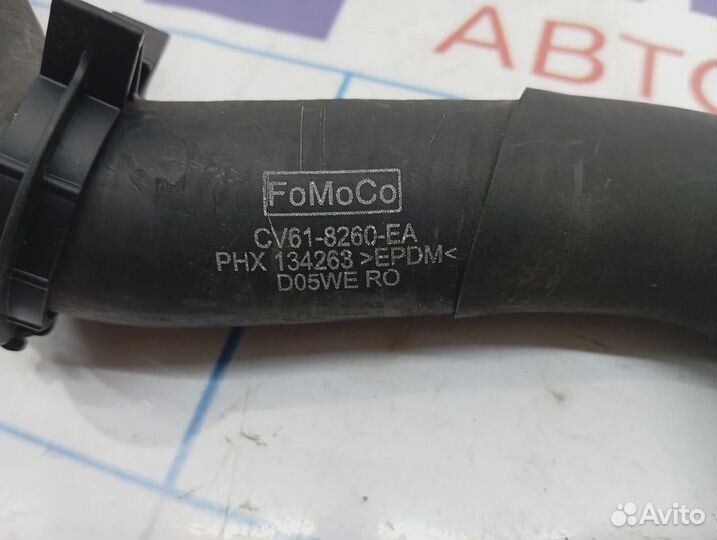 АВТО
FoMoCo
CV61-8260-EA
PHX 134263 >EPDM<
D05WE RO
Avito